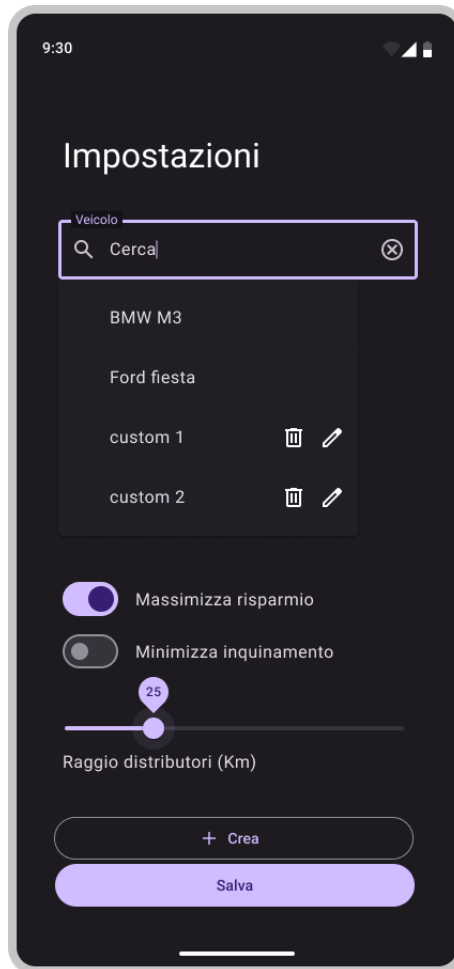 9:30
Impostazioni
Veicolo
Cerca
BMW M3
Ford fiesta
custom 1
custom 2
Massimizza risparmio
Minimizza inquinamento
25
Raggio distributori (Km)
+ Crea
Salva